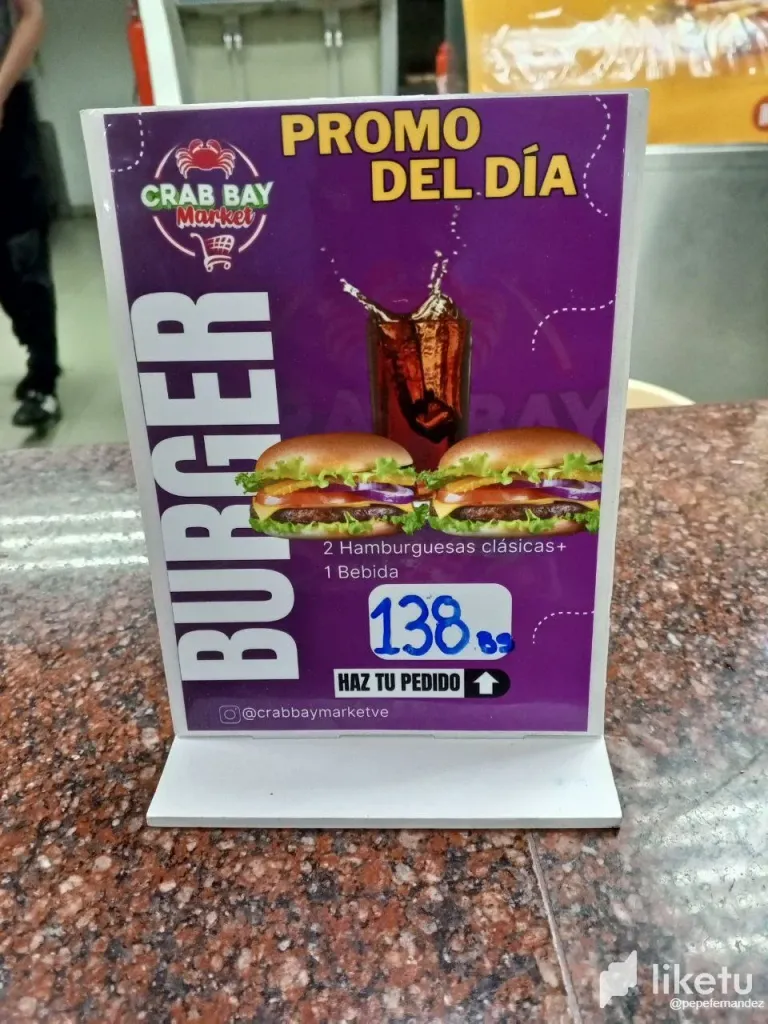 PROMO
DEL DÍA
CRAB BAY
Market
BURGER
2 Hamburguesas clásicas+
1 Bebida
138 BS
HAZ TU PEDIDO
@crabbaymarketve
liketu
@pepefernandez